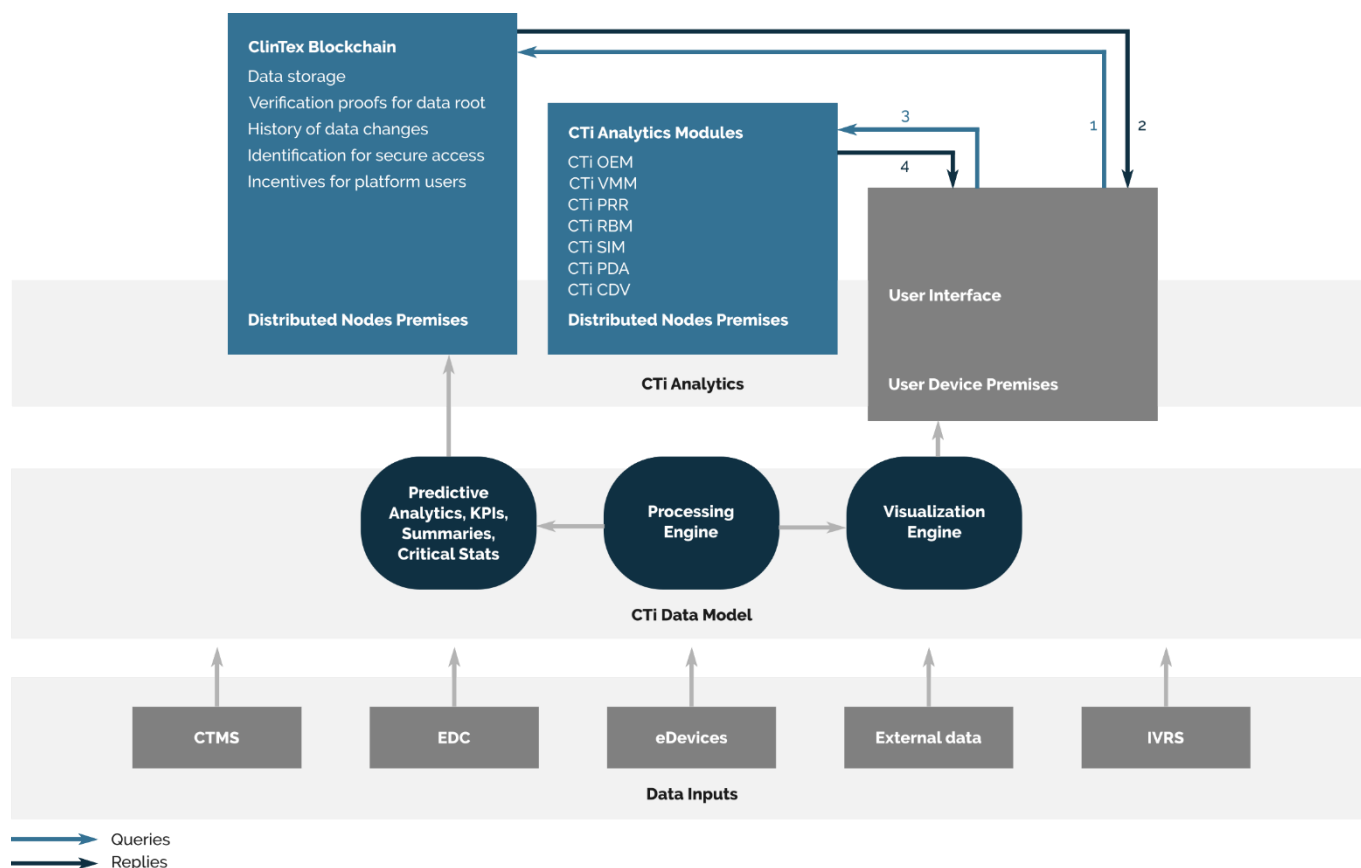 ClinTex Blockchain
Data storage
Verification proofs for data root
History of data changes
Identification for secure access
Incentives for platform users
Distributed Nodes Premises
CTi Analytics Modules
CTi OEM
CTi VMM
CTi PRR
CTi RBM
CTi SIM
CTi PDA
CTi CDV
Distributed Nodes Premises
3
4
1
2
User Interface
User Device Premises
CTi Analytics
Predictive
Analytics, KPIs,
Summaries,
Critical Stats
Processing
Engine
Visualization
Engine
CTi Data Model
CTMS
EDC
eDevices
External data
IVRS
Data Inputs
Queries
Replies